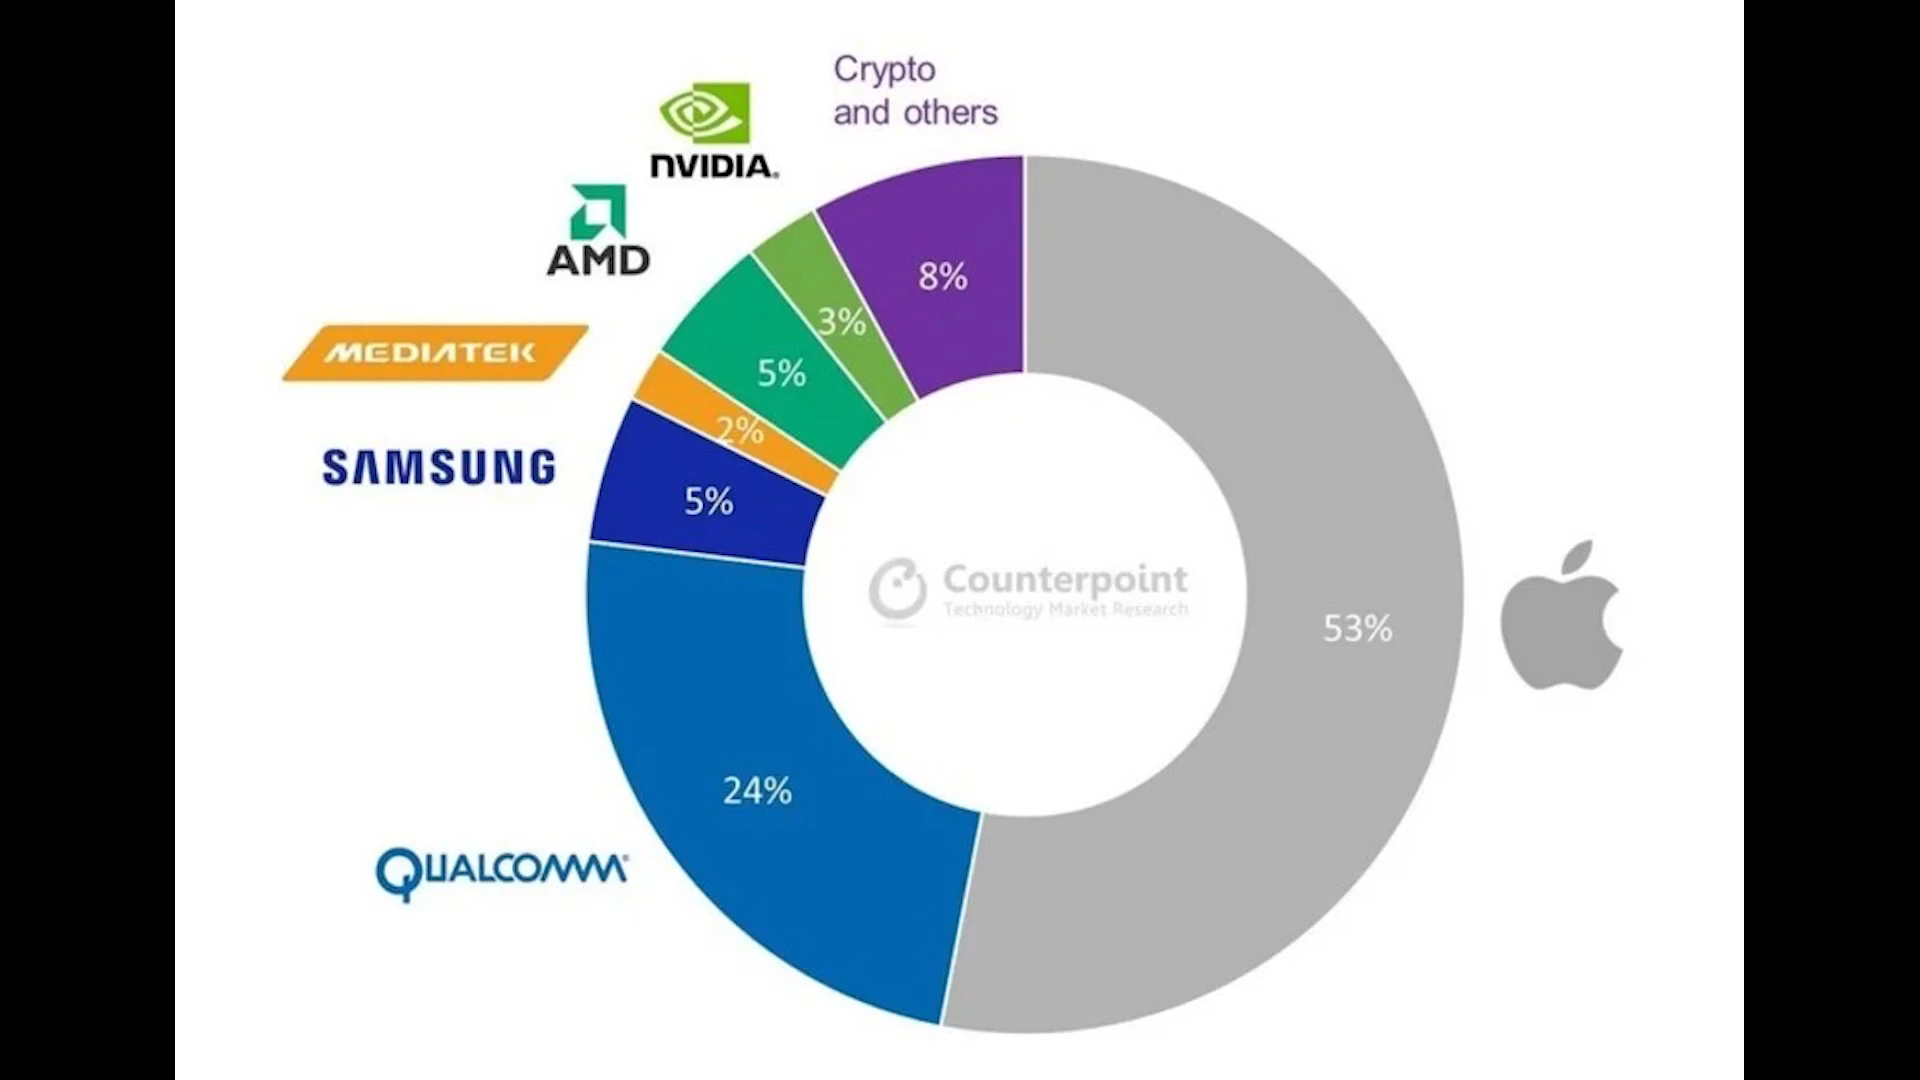 Crypto
and others
NVIDIA.
AMD
MEDIATEK
SAMSUNG
QUALCOMM®
8%
3%
5%
2%
5%
24%
53%
Counterpoint
Technology Market Research